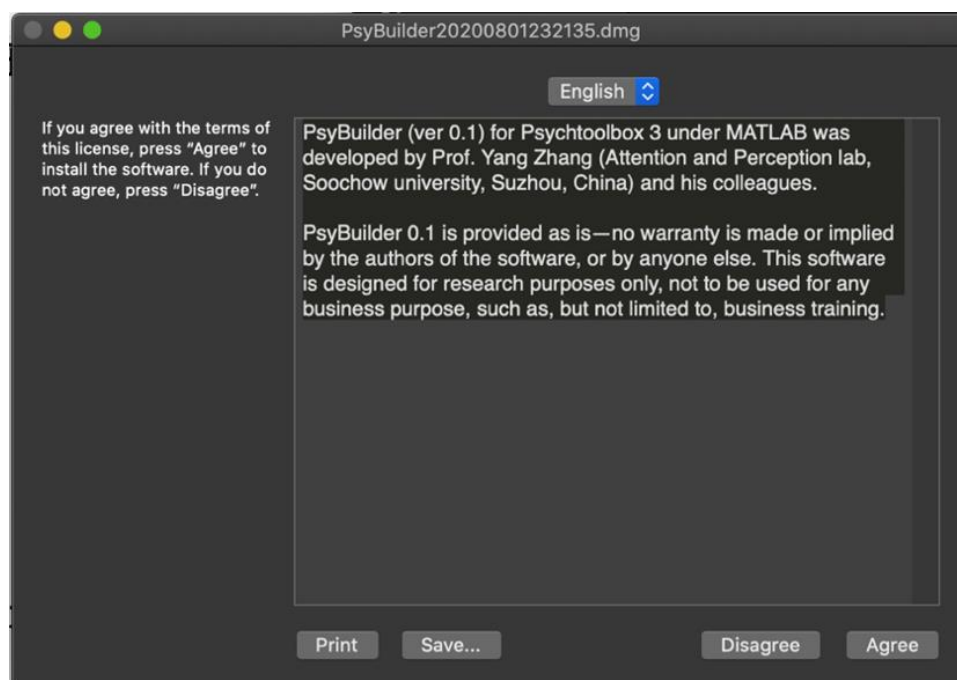 PsyBuilder20200801232135.dmg
English
If you agree with the terms of
this license, press "Agree" to
install the software. If you do
not agree, press "Disagree".
PsyBuilder (ver 0.1) for Psychtoolbox 3 under MATLAB was
developed by Prof. Yang Zhang (Attention and Perception lab,
Soochow university, Suzhou, China) and his colleagues.
PsyBuilder 0.1 is provided as is—no warranty is made or implied
by the authors of the software, or by anyone else. This software
is designed for research purposes only, not to be used for any
business purpose, such as, but not limited to, business training.
Print
Save...
Disagree
Agree